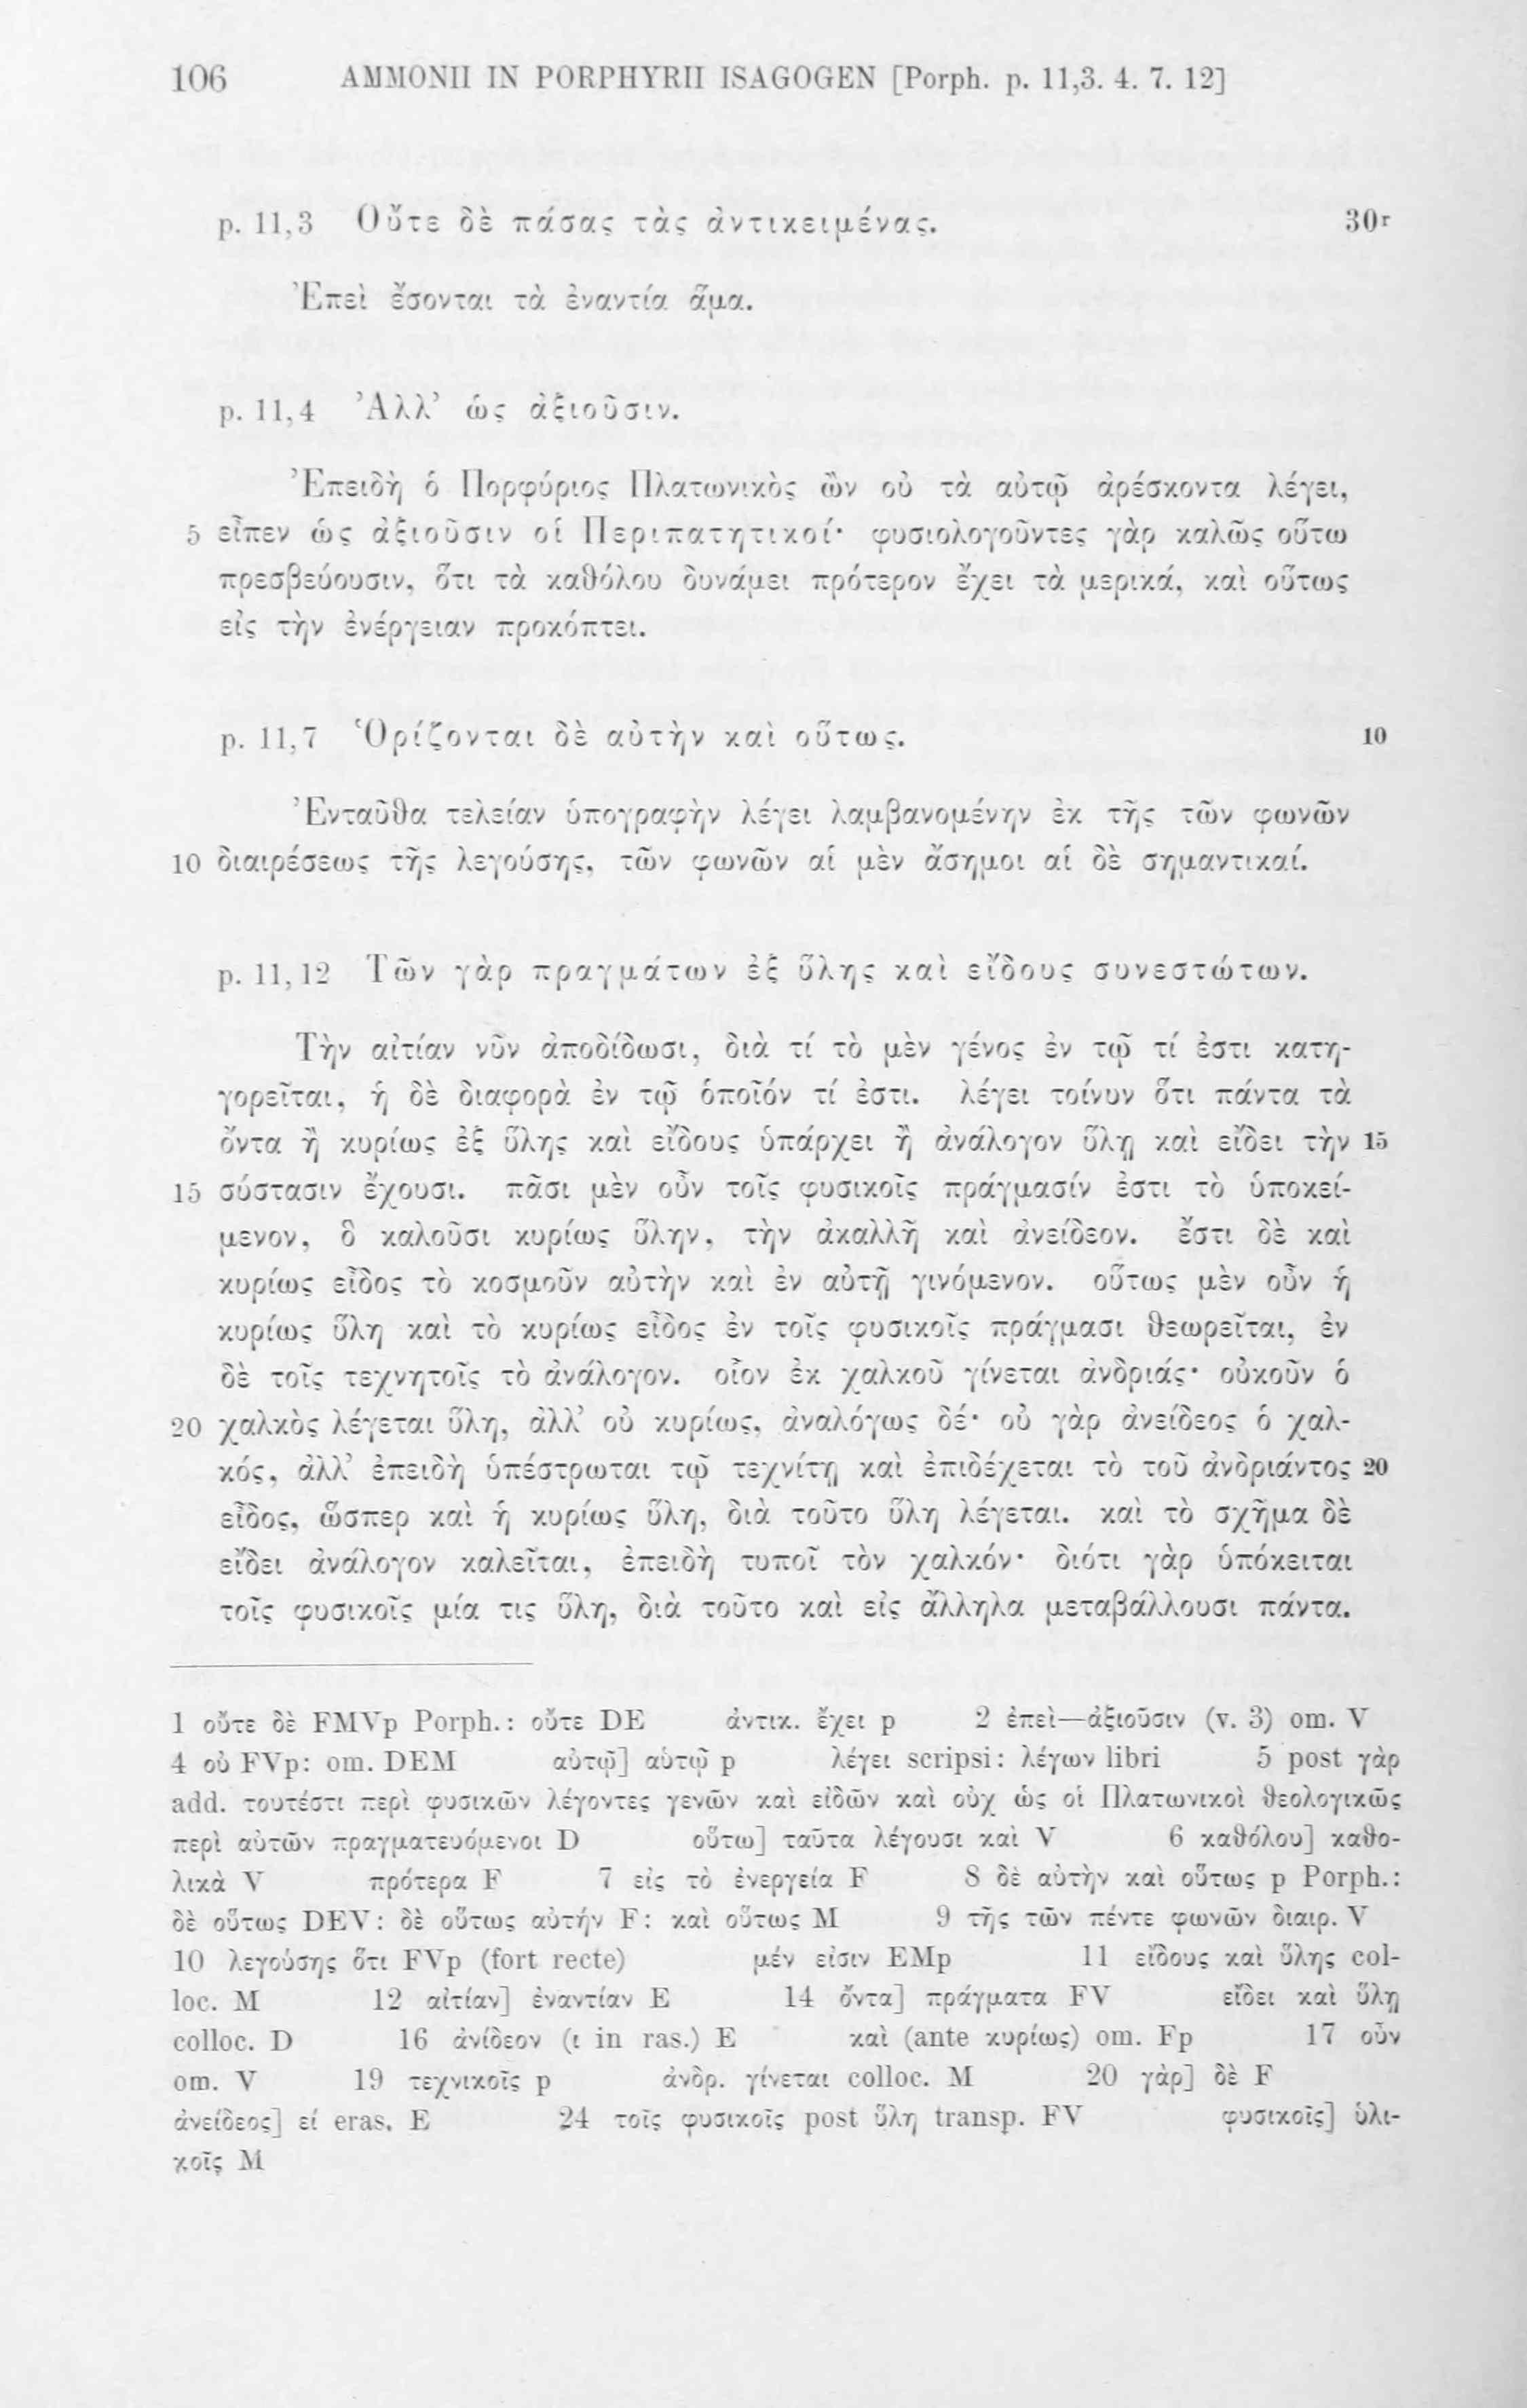 106 AMMONII IN PORPHYRII ISAGOGEN [Porph. p. 11,3. 4. 7. 12]
p. 11,3 Οὔτε δὲ πάσας τὰς ἀντικειμένας. 30r
Ἐπεὶ ἔσονται τὰ ἐναντία ἅμα.
p. 11,4 Ἀλλ’ ὡς ἀξιοῦσιν.
Ἐπειδὴ ὁ Πορφύριος Πλατωνικὸς ὢν οὐ τὰ αὐτῷ ἀρέσκοντα λέγει,
5 εἶπεν ὡς ἀξιοῦσιν οἱ Περιπατητικοί· φυσιολογοῦντες γὰρ καλῶς οὕτω
πρεσβεύουσιν, ὅτι τὰ καθόλου δυνάμει πρότερον ἔχει τὰ μερικά, καὶ οὕτως
εἰς τὴν ἐνέργειαν προκόπτει.
p. 11,7 Ὁρίζονται δὲ αὐτὴν καὶ οὕτως. 10
Ἐνταῦθα τελείαν ὑπογραφὴν λέγει λαμβανομένην ἐκ τῆς τῶν φωνῶν
10 διαιρέσεως τῆς λεγούσης, τῶν φωνῶν αἱ μὲν ἄσημοι αἱ δὲ σημαντικαί.
p. 11,12 Τῶν γὰρ πραγμάτων ἐξ ὕλης καὶ εἴδους συνεστώτων.
Τὴν αἰτίαν νῦν ἀποδίδωσι, διὰ τί τὸ μὲν γένος ἐν τῷ τί ἐστι κατη-
γορεῖται, ἡ δὲ διαφορὰ ἐν τῷ ὁποῖόν τί ἐστι. λέγει τοίνυν ὅτι πάντα τὰ
ὄντα ἢ κυρίως ἐξ ὕλης καὶ εἴδους ὑπάρχει ἢ ἀνάλογον ὕλῃ καὶ εἴδει τὴν 15
15 σύστασιν ἔχουσι. πᾶσι μὲν οὖν τοῖς φυσικοῖς πράγμασίν ἐστι τὸ ὑποκεί-
μενον, ὃ καλοῦσι κυρίως ὕλην, τὴν ἀκαλλῆ καὶ ἀνείδεον. ἔστι δὲ καὶ
κυρίως εἶδος τὸ κοσμοῦν αὐτὴν καὶ ἐν αὐτῇ γινόμενον. οὕτως μὲν οὖν ἡ
κυρίως ὕλη καὶ τὸ κυρίως εἶδος ἐν τοῖς φυσικοῖς πράγμασι θεωρεῖται, ἐν
δὲ τοῖς τεχνητοῖς τὸ ἀνάλογον. οἷον ἐκ χαλκοῦ γίνεται ἀνδριάς· οὐκοῦν ὁ
20 χαλκὸς λέγεται ὕλη, ἀλλ’ οὐ κυρίως, ἀναλόγως δέ· οὐ γὰρ ἀνείδεος ὁ χαλ-
κός, ἀλλ’ ἐπειδὴ ὑπέστρωται τῷ τεχνίτῃ καὶ ἐπιδέχεται τὸ τοῦ ἀνδριάντος 20
εἶδος, ὥσπερ καὶ ἡ κυρίως ὕλη, διὰ τοῦτο ὕλη λέγεται. καὶ τὸ σχῆμα δὲ
εἴδει ἀνάλογον καλεῖται, ἐπειδὴ τυποῖ τὸν χαλκόν· διότι γὰρ ὑπόκειται
τοῖς φυσικοῖς μία τις ὕλη, διὰ τοῦτο καὶ εἰς ἄλληλα μεταβάλλουσι πάντα.
1 οὔτε δὲ FMVp Porph.: οὔτε DE ἀντικ. ἔχει p 2 ἐπεὶ—ἀξιοῦσιν (v. 3) om. V
4 οὐ FVp: om. DEM αὐτῷ] αὑτῷ p λέγει scripsi: λέγων libri 5 post γὰρ
add. τουτέστι περὶ φυσικῶν λέγοντες γενῶν καὶ εἰδῶν καὶ οὐχ ὡς οἱ Πλατωνικοὶ θεολογικῶς
περὶ αὐτῶν πραγματευόμενοι D οὕτω] ταῦτα λέγουσι καὶ V 6 καθόλου] καθο-
λικὰ V πρότερα F 7 εἰς τὸ ἐνεργείᾳ F 8 δὲ αὐτὴν καὶ οὕτως p Porph.:
δὲ οὕτως DEV: δὲ οὕτως αὐτήν F: καὶ οὕτως M 9 τῆς τῶν πέντε φωνῶν διαιρ. V
10 λεγούσης ὅτι FVp (fort recte) μέν εἰσιν EMp 11 εἴδους καὶ ὕλης col-
loc. M 12 αἰτίαν] ἐναντίαν E 14 ὄντα] πράγματα FV εἴδει καὶ ὕλῃ
colloc. D 16 ἀνίδεον (ι in ras.) E καὶ (ante κυρίως) om. Fp 17 οὖν
om. V 19 τεχνικοῖς p ἀνδρ. γίνεται colloc. M 20 γὰρ] δὲ F
ἀνείδεος] εί eras. E 24 τοῖς φυσικοῖς post ὕλη transp. FV φυσικοῖς] ὑλι-
κοῖς M